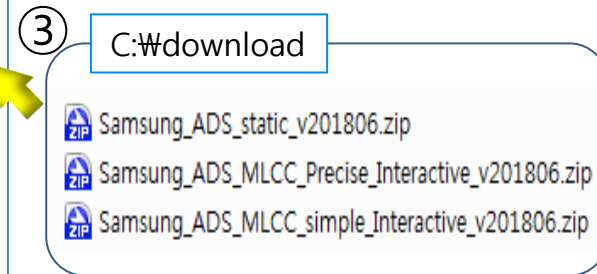 ③
C:₩download
Samsung_ADS_static_v201806.zip
Samsung_ADS_MLCC_Precise_Interactive_v201806.zip
Samsung_ADS_MLCC_simple_Interactive_v201806.zip